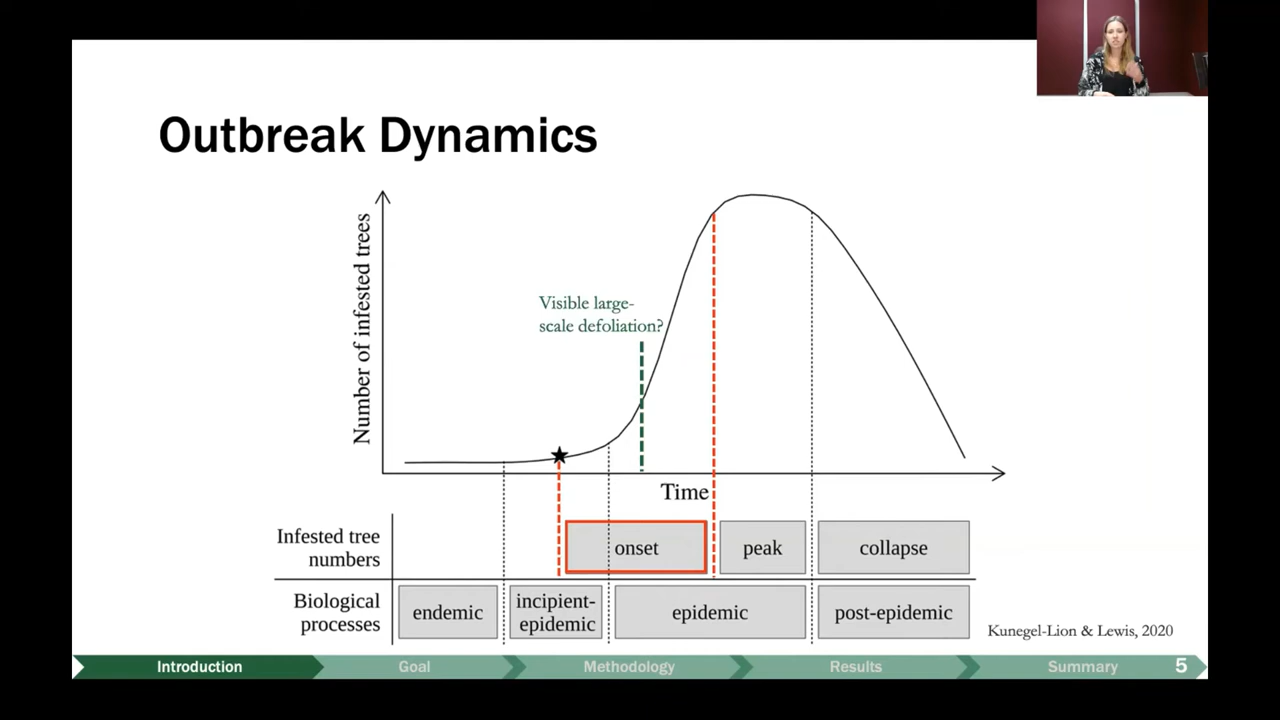 Outbreak Dynamics
Number of infested trees
Visible large-
scale defoliation?
Time
Infested tree
numbers
onset
peak
collapse
Biological
processes
endemic
incipient-
epidemic
epidemic
post-epidemic
Kunegel-Lion & Lewis, 2020
Introduction
Goal
Methodology
Results
Summary
5